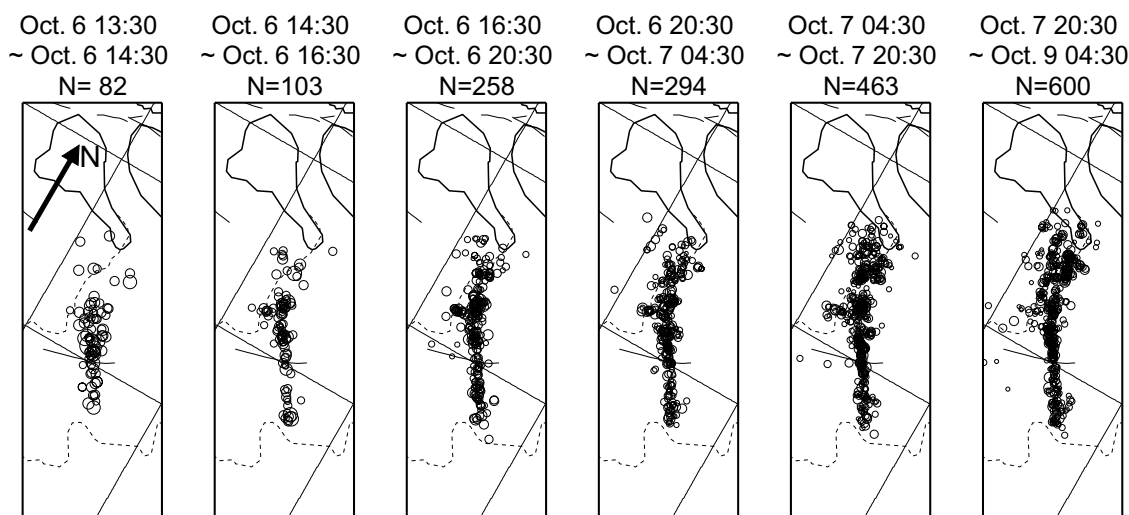 Oct. 6 13:30
~ Oct. 6 14:30
N= 82
Oct. 6 14:30
~ Oct. 6 16:30
N=103
Oct. 6 16:30
~ Oct. 6 20:30
N=258
Oct. 6 20:30
~ Oct. 7 04:30
N=294
Oct. 7 04:30
~ Oct. 7 20:30
N=463
Oct. 7 20:30
~ Oct. 9 04:30
N=600
N